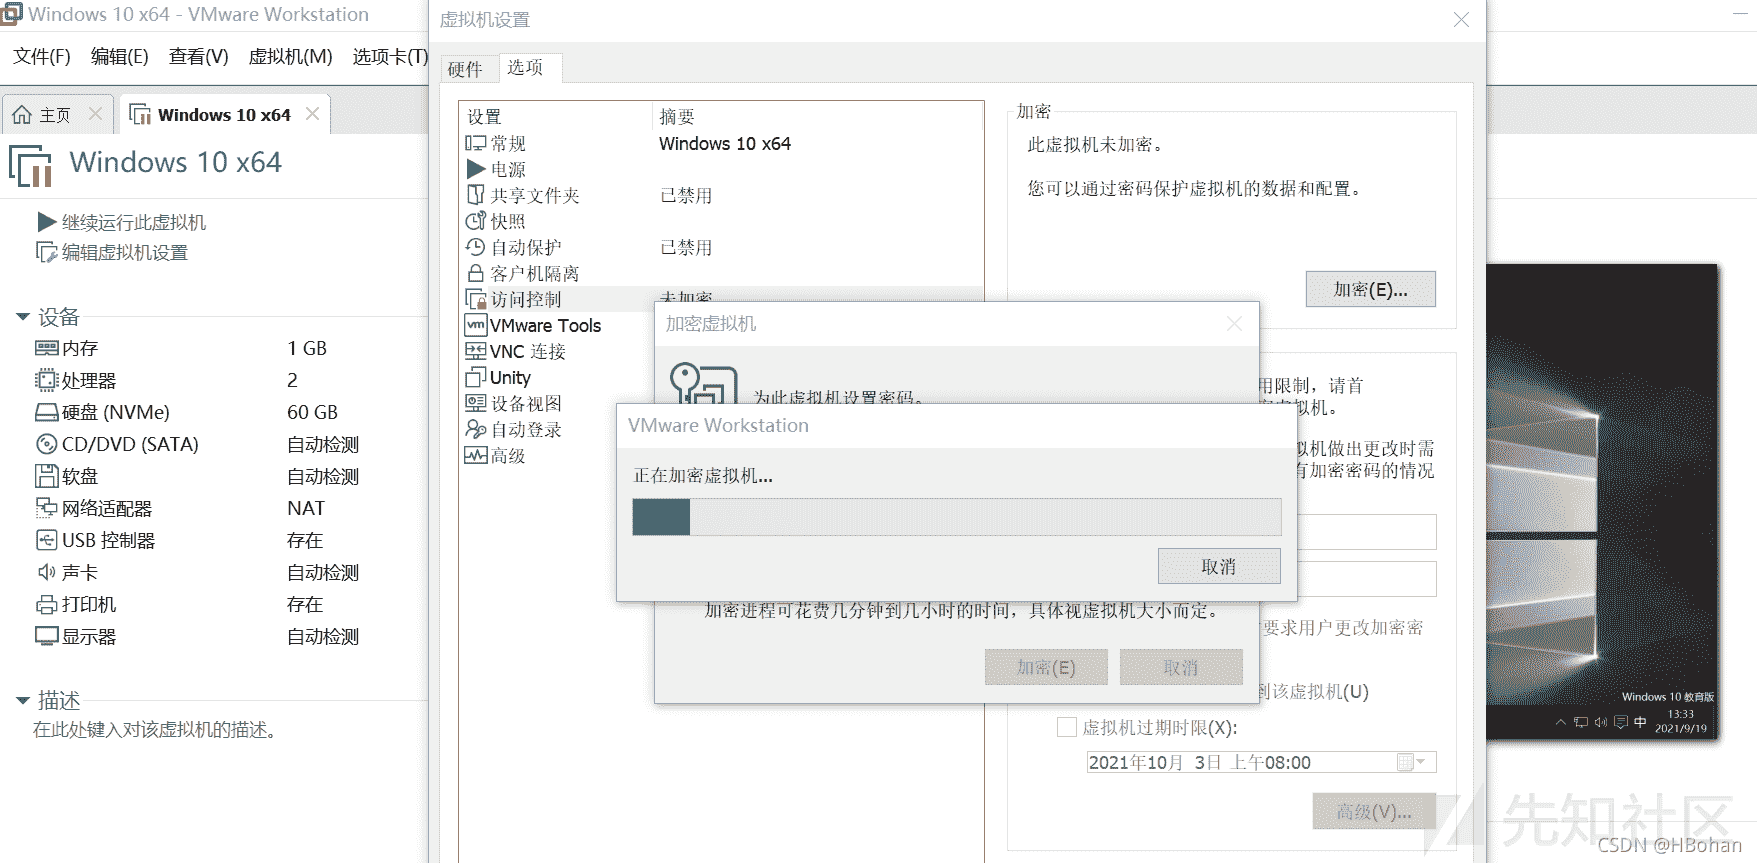 Windows 10 x64 - VMware Workstation
文件(F) 编辑(E) 查看(V) 虚拟机(M) 选项卡(T)
主页
Windows 10 x64
Windows 10 x64
继续运行此虚拟机
编辑虚拟机设置
设备
内存 1 GB
处理器 2
硬盘 (NVMe) 60 GB
CD/DVD (SATA) 自动检测
软盘 自动检测
网络适配器 NAT
USB 控制器 存在
声卡 自动检测
打印机 存在
显示器 自动检测
描述
在此处键入对该虚拟机的描述。
虚拟机设置
硬件 选项
设置 摘要
常规 Windows 10 x64
电源
共享文件夹 已禁用
快照
自动保护 已禁用
客户机隔离
访问控制 未加密
VMware Tools
VNC 连接
Unity
设备视图
自动登录
高级
加密
此虚拟机未加密。
您可以通过密码保护虚拟机的数据和配置。
加密(E)...
用限制，请首
拟机。
拟机做出更改时需
有加密密码的情况
要求用户更改加密密
到该虚拟机(U)
虚拟机过期时限(X):
2021年10月 3日 上午08:00
高级(V)...
加密虚拟机
为此虚拟机设置密码。
加密进程可花费几分钟到几小时的时间，具体视虚拟机大小而定。
加密(E) 取消
VMware Workstation
正在加密虚拟机...
取消
Windows 10 教育版
中
13:33
2021/9/19
先知社区
CSDN @HBohan